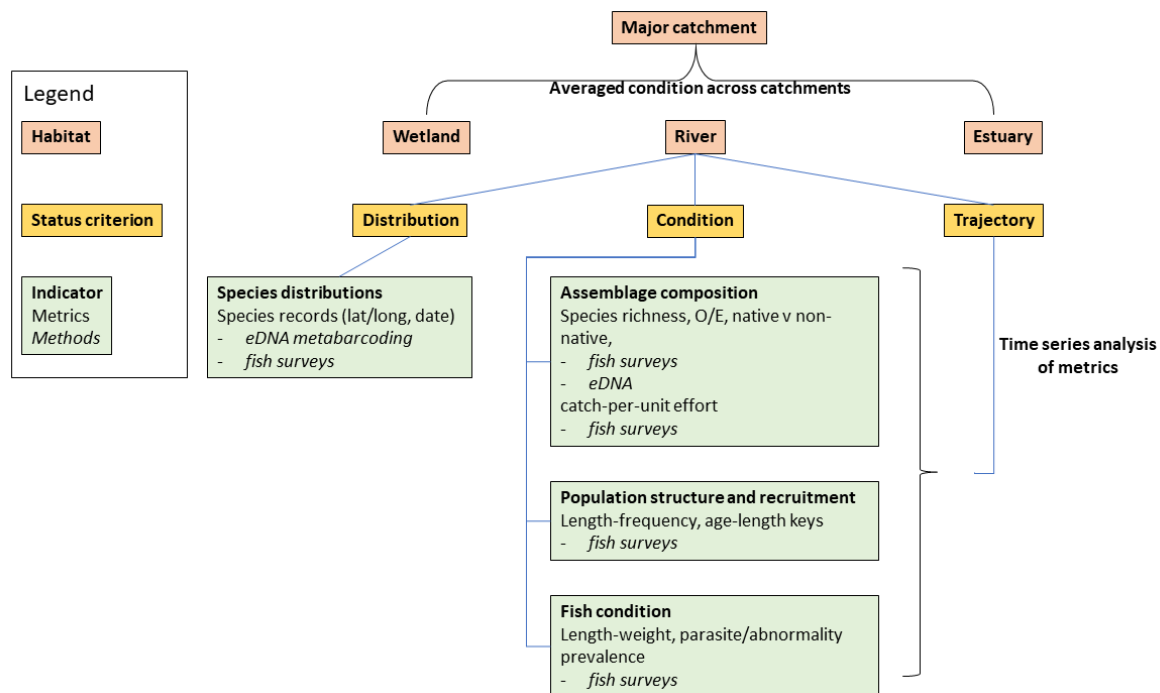 Major catchment
Averaged condition across catchments
Legend
Habitat
Status criterion
Indicator
Metrics
Methods
Wetland
River
Estuary
Distribution
Condition
Trajectory
Species distributions
Species records (lat/long, date)
- eDNA metabarcoding
- fish surveys
Assemblage composition
Species richness, O/E, native v non-
native,
- fish surveys
- eDNA
catch-per-unit effort
- fish surveys
Population structure and recruitment
Length-frequency, age-length keys
- fish surveys
Fish condition
Length-weight, parasite/abnormality
prevalence
- fish surveys
Time series analysis
of metrics